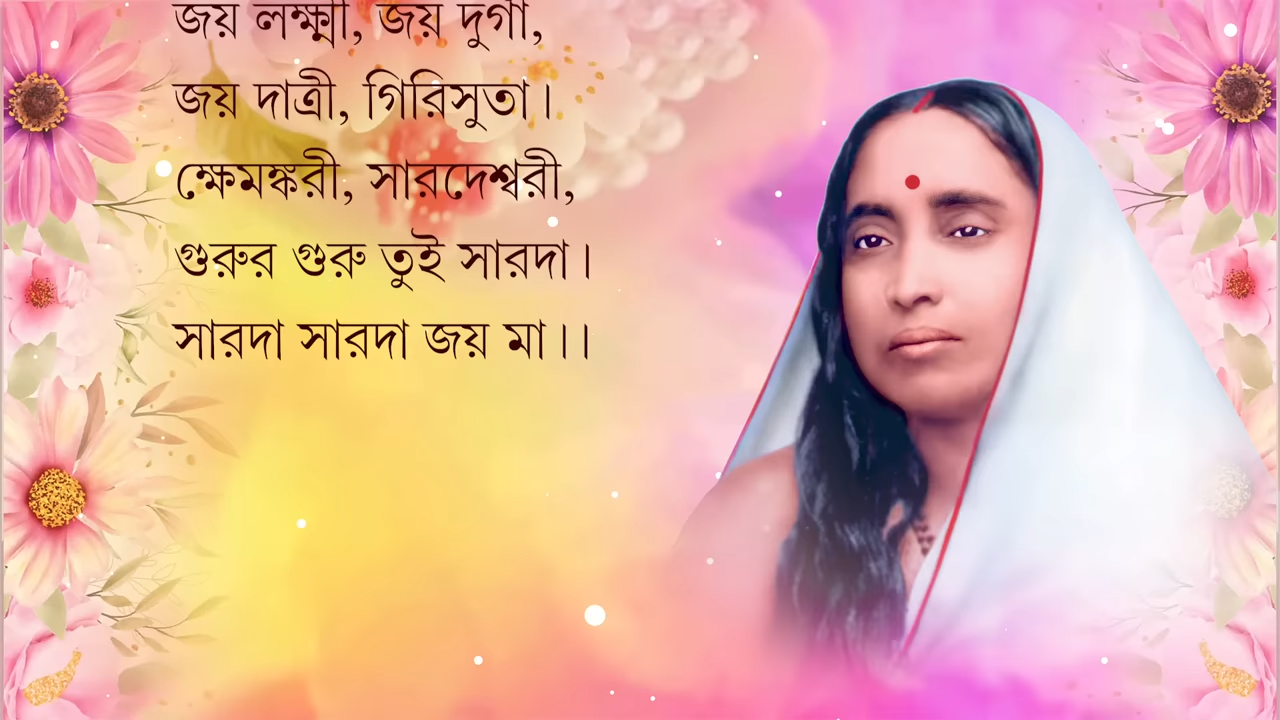 জয় লক্ষ্মী, জয় দুর্গা,
জয় দাত্রী, গিরিসুতা।
ক্ষেমঙ্করী, সারদেশ্বরী,
গুরুর গুরু তুই সারদা।
সারদা সারদা জয় মা।।